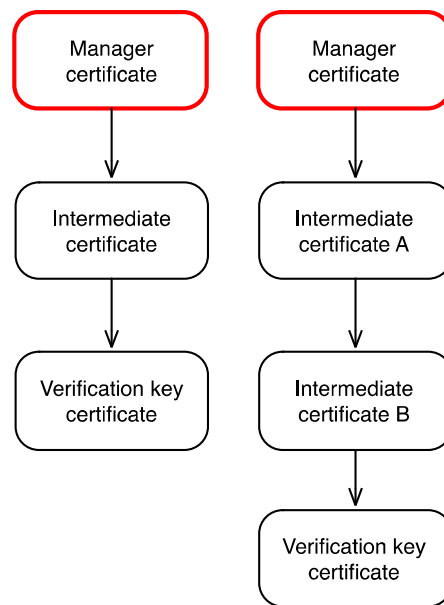 Manager
certificate
Intermediate
certificate
Verification key
certificate
Manager
certificate
Intermediate
certificate A
Intermediate
certificate B
Verification key
certificate